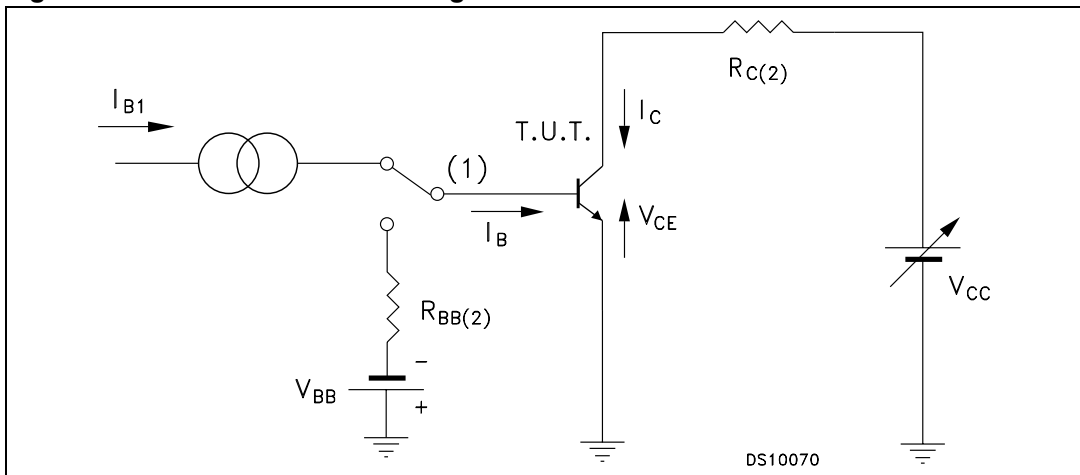 R_C(2)
I_B1
I_C
T.U.T.
(1)
V_CE
I_B
V_CC
R_BB(2)
−
V_BB
+
DS10070